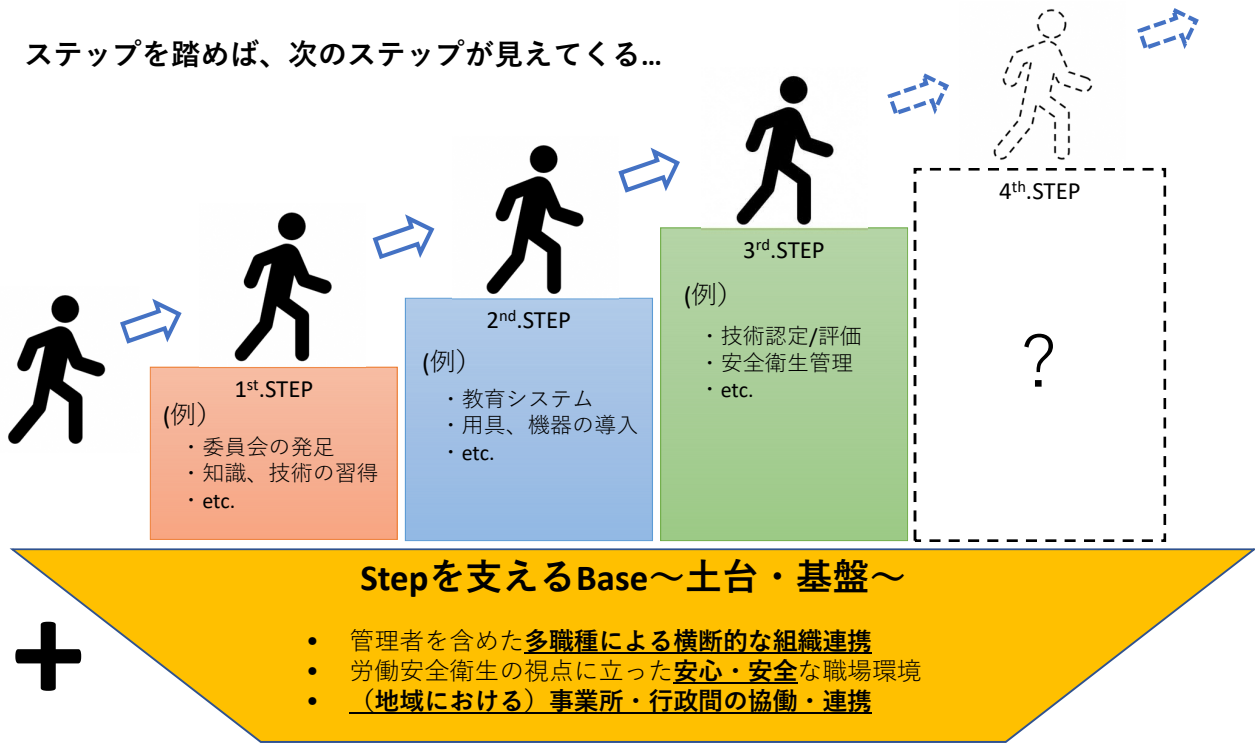 ステップを踏めば、次のステップが見えてくる…
1st.STEP
(例）
・委員会の発足
・知識、技術の習得
・etc.
2nd.STEP
(例）
・教育システム
・用具、機器の導入
・etc.
3rd.STEP
(例）
・技術認定/評価
・安全衛生管理
・etc.
4th.STEP
？
Stepを支えるBase～土台・基盤～
• 管理者を含めた多職種による横断的な組織連携
• 労働安全衛生の視点に立った安心・安全な職場環境
• （地域における）事業所・行政間の協働・連携